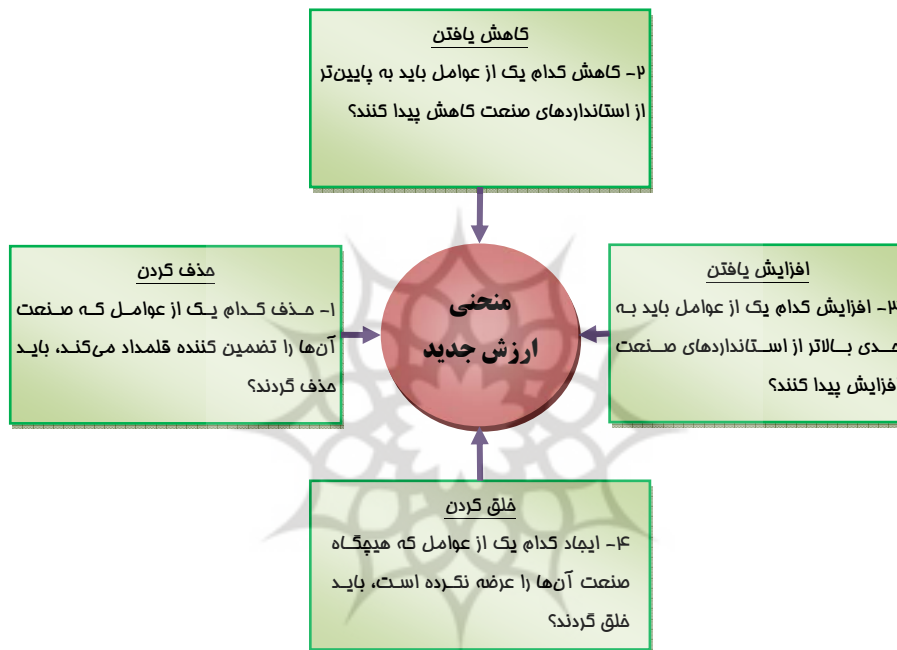 کاهش یافتن
۲- کاهش کدام یک از عوامل باید به پایین‌تر
از استانداردهای صنعت کاهش پیدا کنند؟
افزایش یافتن
۳- افزایش کدام یک از عوامل باید به
حدی بالاتر از استانداردهای صنعت
افزایش پیدا کنند؟
منحنی
ارزش جدید
حذف کردن
۱- حذف کدام یک از عوامل که صنعت
آن‌ها را تضمین کننده قلمداد می‌کند، باید
حذف گردند؟
خلق کردن
۴- ایجاد کدام یک از عوامل که هیچگاه
صنعت آن‌ها را عرضه نکرده است، باید
خلق گردند؟